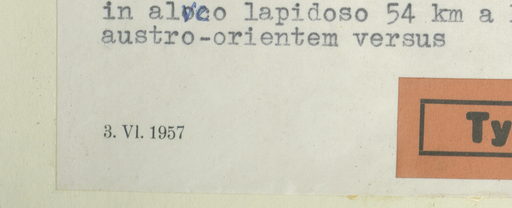 in alveo lapidoso 54 km a
austro-orientem versus
3. VI. 1957
Ty